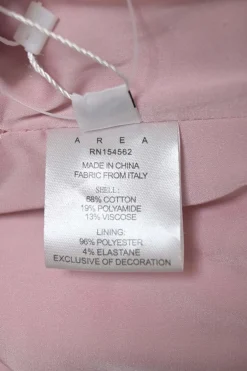 AREA
RN154562
MADE IN CHINA
FABRIC FROM ITALY
SHELL:
68% COTTON
19% POLYAMIDE
13% VISCOSE
LINING:
96% POLYESTER,
4% ELASTANE
EXCLUSIVE OF DECORATION